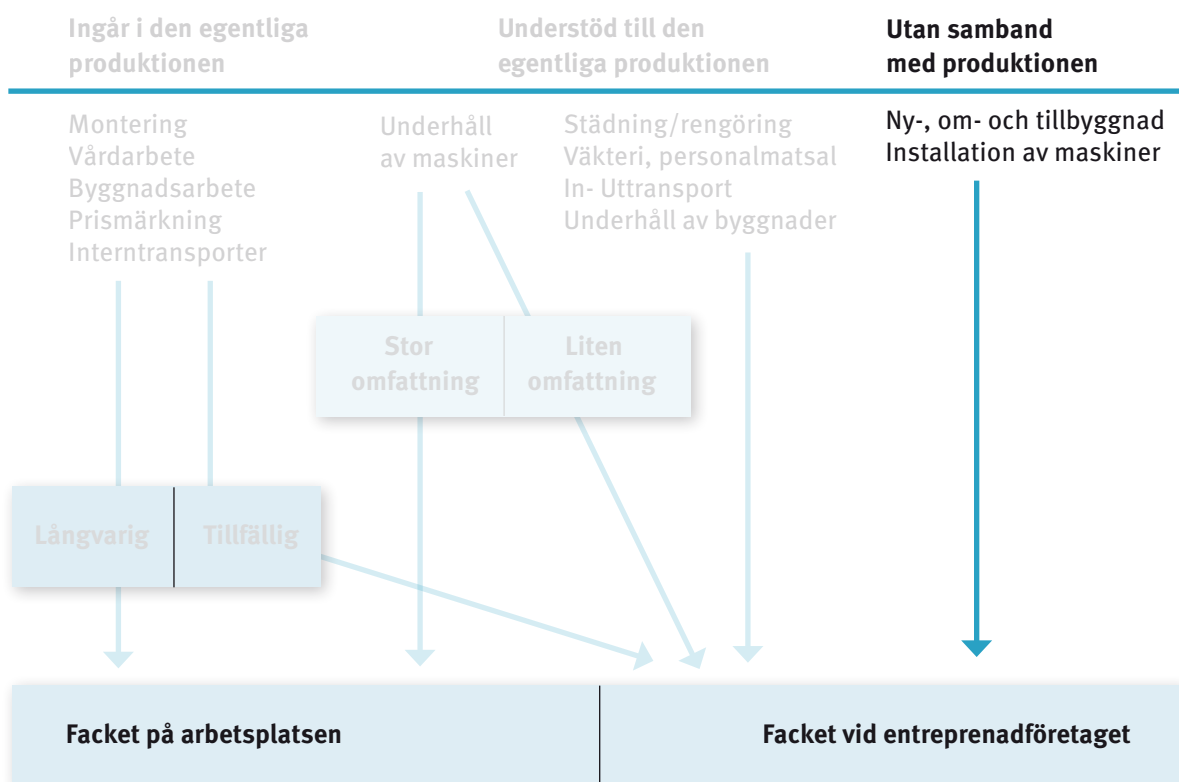 Ingår i den egentliga
produktionen
Understöd till den
egentliga produktionen
Utan samband
med produktionen
Montering
Vårdarbete
Byggnadsarbete
Prismärkning
Interntransporter
Underhåll
av maskiner
Städning/rengöring
Väkteri, personalmatsal
In- Uttransport
Underhåll av byggnader
Ny-, om- och tillbyggnad
Installation av maskiner
Stor
omfattning
Liten
omfattning
Långvarig
Tillfällig
Facket på arbetsplatsen
Facket vid entreprenadföretaget